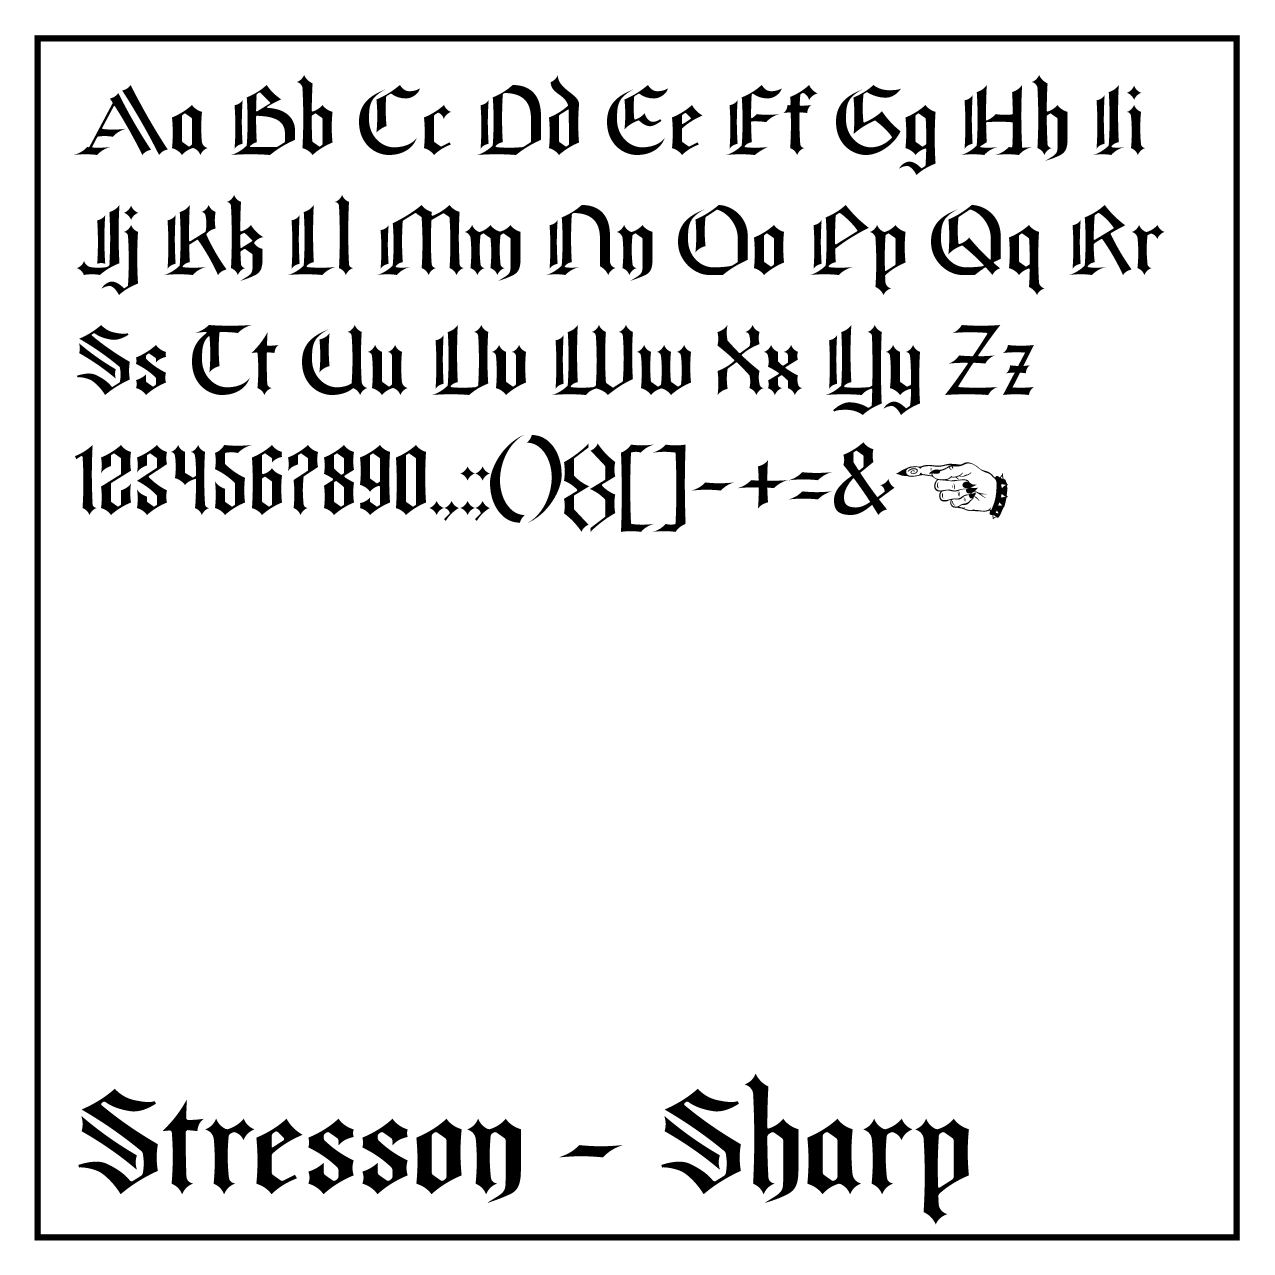 Aa Bb Cc Dd Ee Ff Gg Hh Ii
Jj Kk Ll Mm Nn Oo Pp Qq Rr
Ss Tt Uu Vv Ww Xx Yy Zz
1234567890.,:;(){}[]-+=&☜
Stresson - Sharp